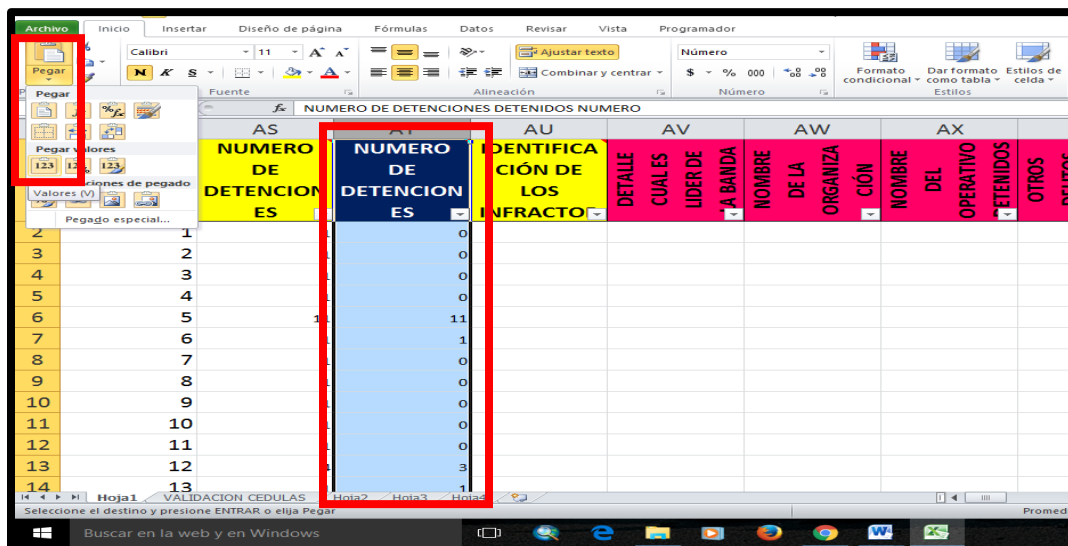 Archivo Inicio Insertar Diseño de página Fórmulas Datos Revisar Vista Programador
Calibri 11 A A Ajustar texto Número
Pegar N K S A Combinar y centrar $ % 000 Formato condicional Dar formato como tabla Estilos de celda
Fuente Alineación Número Estilos
Pegar
fx NUMERO DE DETENCIONES DETENIDOS NUMERO
Pegar valores
123 123
Valores (V)
de pegado
Pegado especial...
AS AT AU AV AW AX
NUMERO DE DETENCION ES
NUMERO DE DETENCION ES
IDENTIFICA CIÓN DE LOS INFRACTO
DETALLE CUAL ES LIDER DE LA BANDA
NOMBRE DE LA ORGANIZA CIÓN
NOMBRE DEL OPERATIVO DETENIDOS
OTROS
2 1 0
3 2 0
4 3 0
5 4 0
6 5 11 11
7 6 1
8 7 0
9 8 0
10 9 0
11 10 0
12 11 0
13 12 3
14 13 1
Hoja1 VALIDACION CEDULAS Hoja2 Hoja3 Hoja4
Seleccione el destino y presione ENTRAR o elija Pegar Promed
Buscar en la web y en Windows